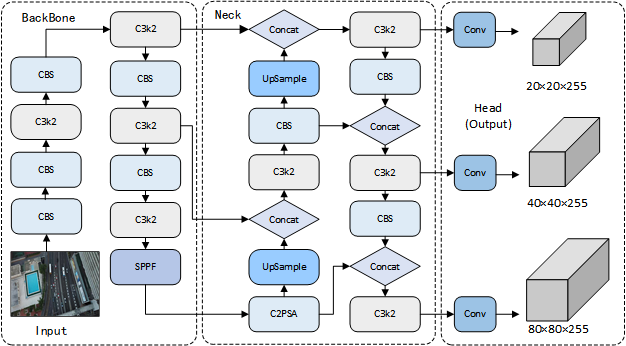 BackBone
CBS
C3k2
CBS
CBS
Input
C3k2
CBS
C3k2
CBS
C3k2
SPPF
Neck
Concat
UpSample
CBS
C3k2
Concat
UpSample
C2PSA
C3k2
CBS
Concat
C3k2
CBS
Concat
C3k2
Conv
20×20×255
Head
(Output)
Conv
40×40×255
Conv
80×80×255